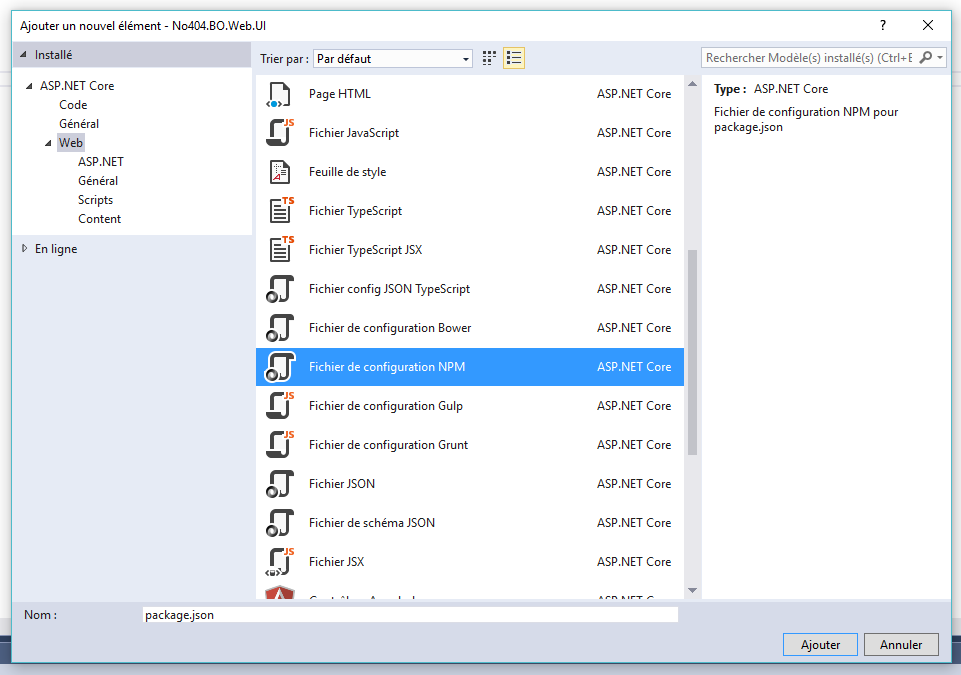 Ajouter un nouvel élément - No404.BO.Web.UI
?
Installé
Trier par : Par défaut
Rechercher Modèle(s) installé(s) (Ctrl+E
ASP.NET Core
Code
Général
Web
ASP.NET
Général
Scripts
Content
En ligne
Page HTML ASP.NET Core
JS
Fichier JavaScript ASP.NET Core
Feuille de style ASP.NET Core
TS
Fichier TypeScript ASP.NET Core
TS
Fichier TypeScript JSX ASP.NET Core
Fichier config JSON TypeScript ASP.NET Core
Fichier de configuration Bower ASP.NET Core
Fichier de configuration NPM ASP.NET Core
JS
Fichier de configuration Gulp ASP.NET Core
JS
Fichier de configuration Grunt ASP.NET Core
Fichier JSON ASP.NET Core
Fichier de schéma JSON ASP.NET Core
JS
Fichier JSX ASP.NET Core
Type : ASP.NET Core
Fichier de configuration NPM pour
package.json
Nom : package.json
Ajouter Annuler